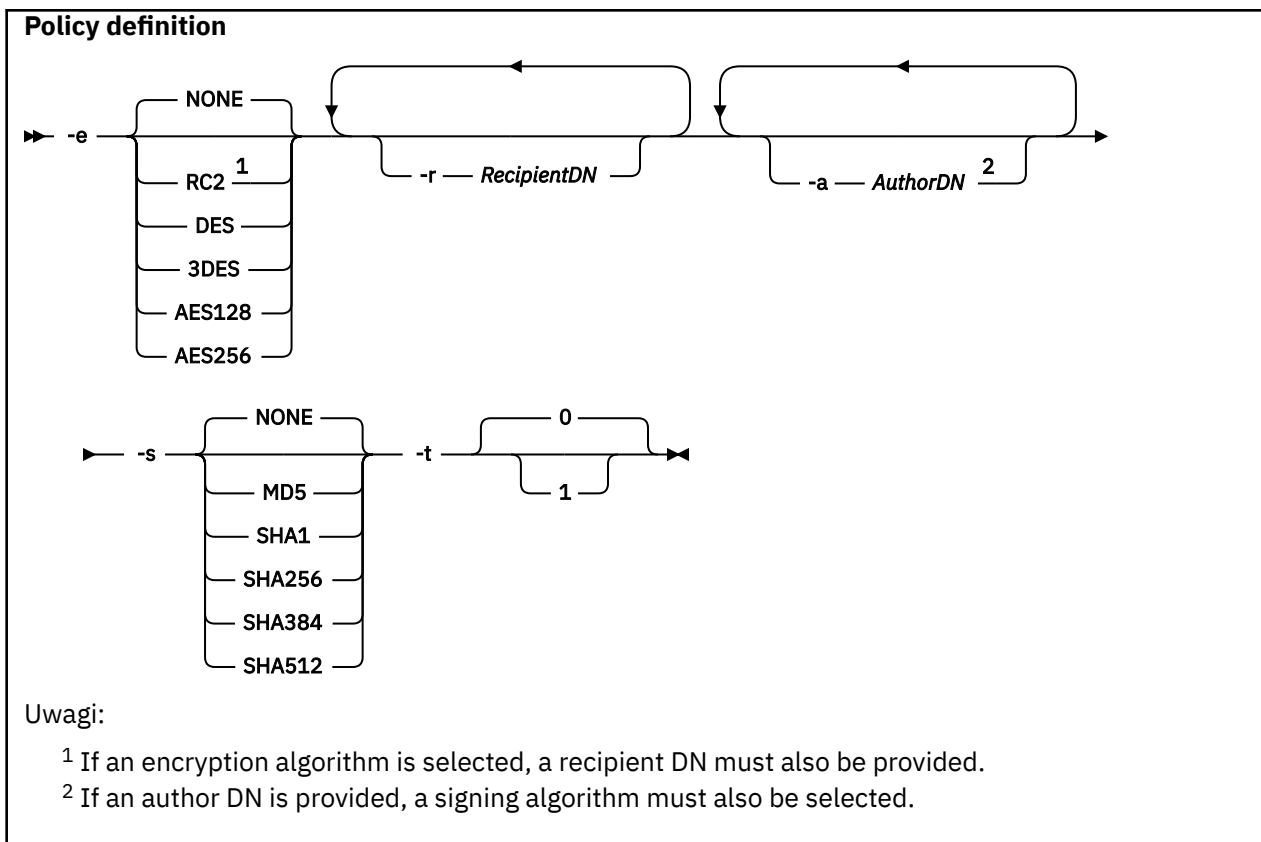 Policy definition
NONE
-e
RC2 1
-r RecipientDN
-a AuthorDN 2
DES
3DES
AES128
AES256
NONE
0
-s
-t
MD5
1
SHA1
SHA256
SHA384
SHA512
Uwagi:
1 If an encryption algorithm is selected, a recipient DN must also be provided.
2 If an author DN is provided, a signing algorithm must also be selected.